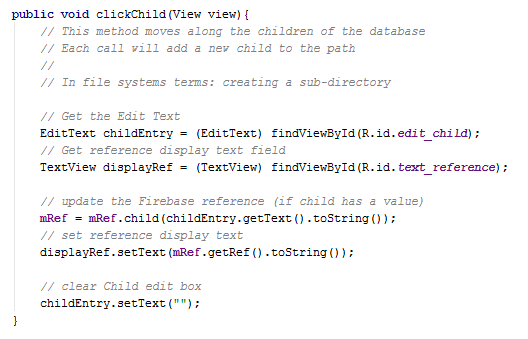 public void clickChild(View view){
// This method moves along the children of the database
// Each call will add a new child to the path
//
// In file systems terms: creating a sub-directory
// Get the Edit Text
EditText childEntry = (EditText) findViewById(R.id.edit_child);
// Get reference display text field
TextView displayRef = (TextView) findViewById(R.id.text_reference);
// update the Firebase reference (if child has a value)
mRef = mRef.child(childEntry.getText().toString());
// set reference display text
displayRef.setText(mRef.getRef().toString());
// clear Child edit box
childEntry.setText("");
}